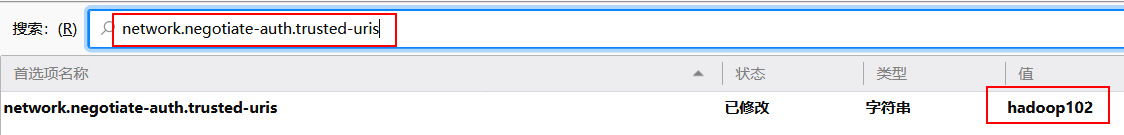 搜索：(R) network.negotiate-auth.trusted-uris
首选项名称 状态 类型 值
network.negotiate-auth.trusted-uris 已修改 字符串 hadoop102